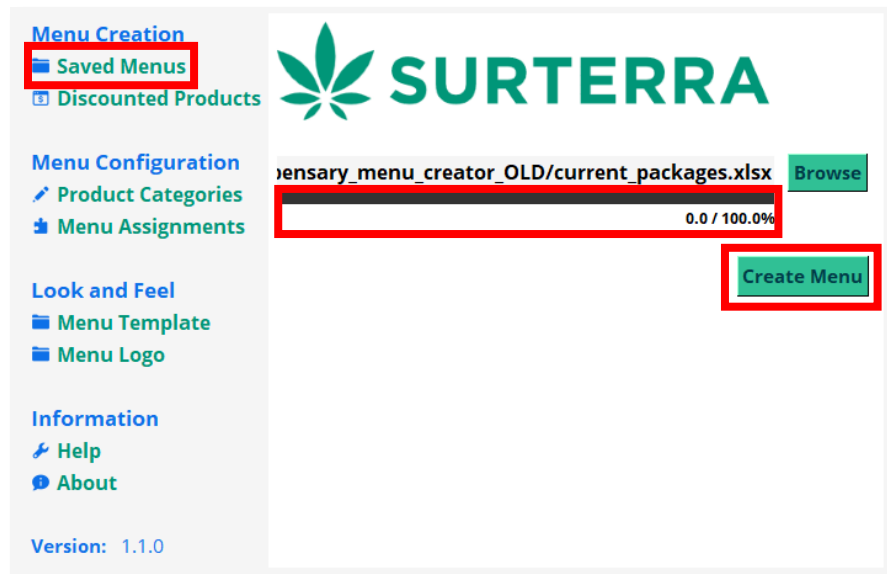 Menu Creation
Saved Menus
Discounted Products
Menu Configuration
Product Categories
Menu Assignments
Look and Feel
Menu Template
Menu Logo
Information
Help
About
Version: 1.1.0
SURTERRA
pensary_menu_creator_OLD/current_packages.xlsx
Browse
0.0 / 100.0%
Create Menu